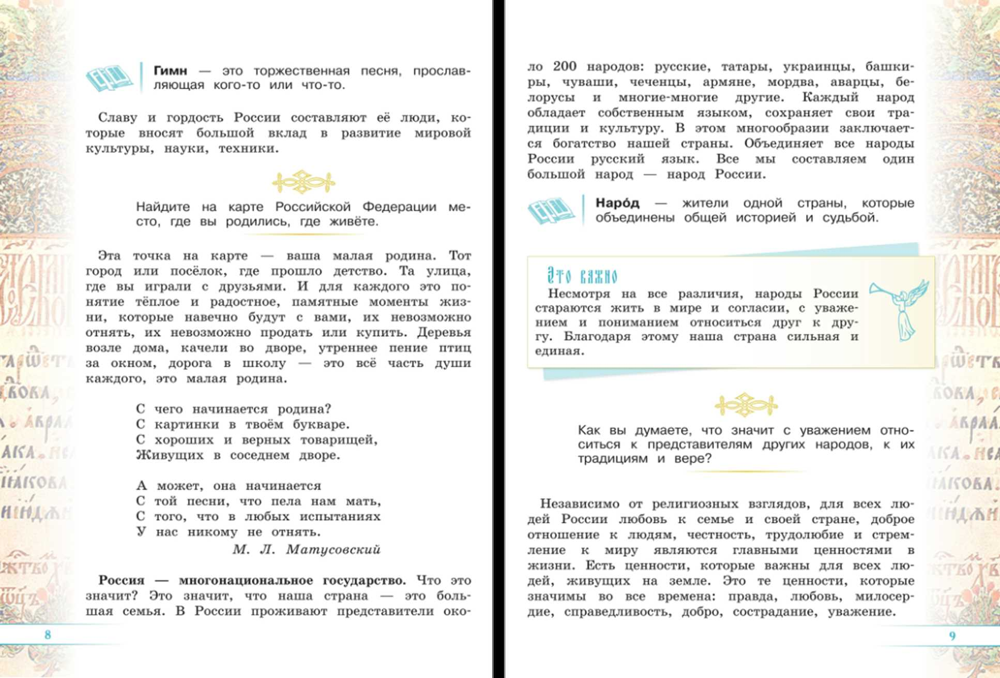 Гимн — это торжественная песня, прослав-
ляющая кого-то или что-то.
Славу и гордость России составляют её люди, ко-
торые вносят большой вклад в развитие мировой
культуры, науки, техники.
Найдите на карте Российской Федерации ме-
сто, где вы родились, где живёте.
Эта точка на карте — ваша малая родина. Тот
город или посёлок, где прошло детство. Та улица,
где вы играли с друзьями. И для каждого это по-
нятие тёплое и радостное, памятные моменты жиз-
ни, которые навечно будут с вами, их невозможно
отнять, их невозможно продать или купить. Деревья
возле дома, качели во дворе, утреннее пение птиц
за окном, дорога в школу — это всё часть души
каждого, это малая родина.
С чего начинается родина?
С картинки в твоём букваре.
С хороших и верных товарищей,
Живущих в соседнем дворе.
А может, она начинается
С той песни, что пела нам мать,
С того, что в любых испытаниях
У нас никому не отнять.
М. Л. Матусовский
Россия — многонациональное государство. Что это
значит? Это значит, что наша страна — это боль-
шая семья. В России проживают представители око-
8
ло 200 народов: русские, татары, украинцы, башки-
ры, чуваши, чеченцы, армяне, мордва, аварцы, бе-
лорусы и многие-многие другие. Каждый народ
обладает собственным языком, сохраняет свои тра-
диции и культуру. В этом многообразии заключает-
ся богатство нашей страны. Объединяет все народы
России русский язык. Все мы составляем один
большой народ — народ России.
Наро́д — жители одной страны, которые
объединены общей историей и судьбой.
Это важно
Несмотря на все различия, народы России
стараются жить в мире и согласии, с уваже-
нием и пониманием относиться друг к дру-
гу. Благодаря этому наша страна сильная и
единая.
Как вы думаете, что значит с уважением отно-
ситься к представителям других народов, к их
традициям и вере?
Независимо от религиозных взглядов, для всех лю-
дей России любовь к семье и своей стране, доброе
отношение к людям, честность, трудолюбие и стрем-
ление к миру являются главными ценностями в
жизни. Есть ценности, которые важны для всех лю-
дей, живущих на земле. Это те ценности, которые
значимы во все времена: правда, любовь, милосер-
дие, справедливость, добро, сострадание, уважение.
9